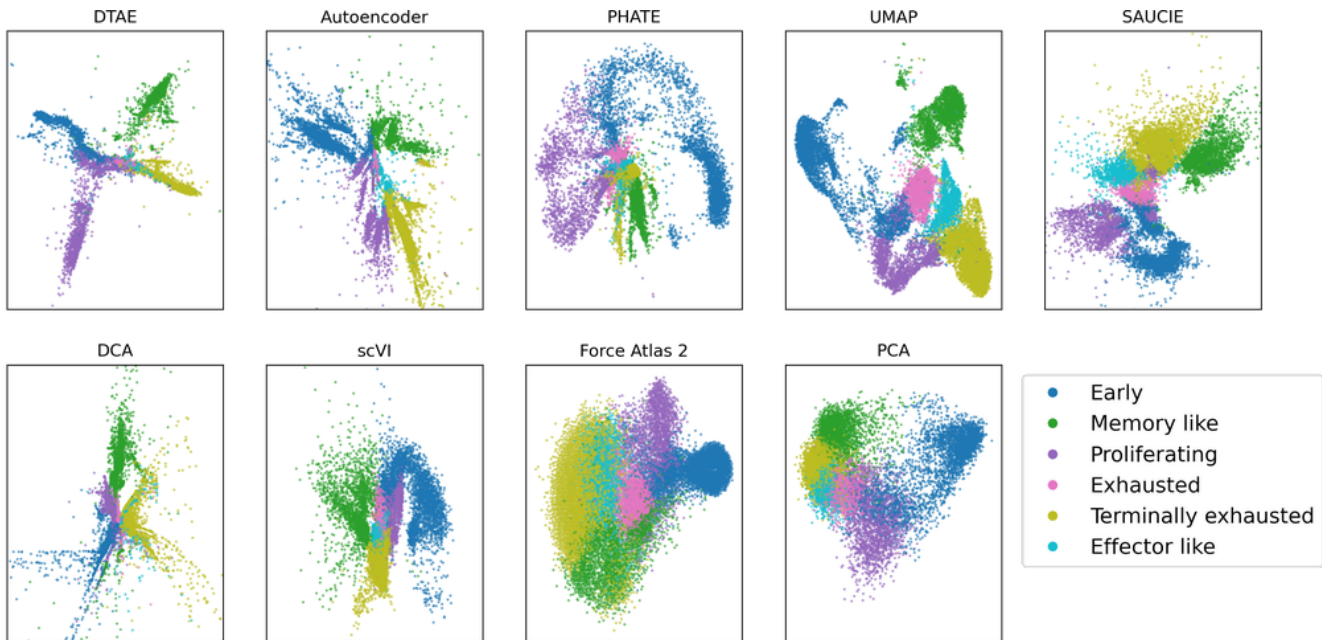 DTAE
Autoencoder
PHATE
UMAP
SAUCIE
DCA
scVI
Force Atlas 2
PCA
Early
Memory like
Proliferating
Exhausted
Terminally exhausted
Effector like